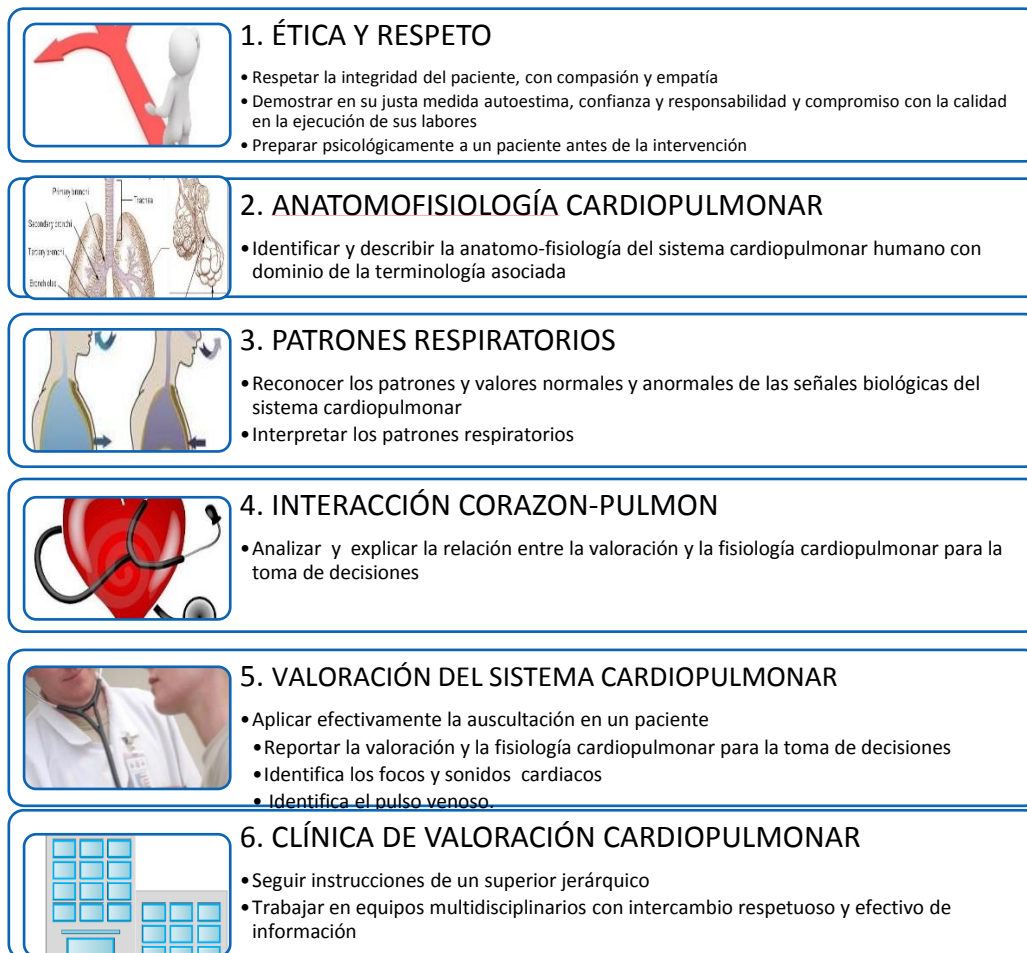 1. ÉTICA Y RESPETO
• Respetar la integridad del paciente, con compasión y empatía
• Demostrar en su justa medida autoestima, confianza y responsabilidad y compromiso con la calidad
en la ejecución de sus labores
• Preparar psicológicamente a un paciente antes de la intervención
Primary bronchi
Trachea
Secondary bronchi
Tertiary bronchi
Bronchioles
2. ANATOMOFISIOLOGÍA CARDIOPULMONAR
• Identificar y describir la anatomo-fisiología del sistema cardiopulmonar humano con
dominio de la terminología asociada
3. PATRONES RESPIRATORIOS
• Reconocer los patrones y valores normales y anormales de las señales biológicas del
sistema cardiopulmonar
• Interpretar los patrones respiratorios
4. INTERACCIÓN CORAZON-PULMON
• Analizar y explicar la relación entre la valoración y la fisiología cardiopulmonar para la
toma de decisiones
5. VALORACIÓN DEL SISTEMA CARDIOPULMONAR
• Aplicar efectivamente la auscultación en un paciente
• Reportar la valoración y la fisiología cardiopulmonar para la toma de decisiones
• Identifica los focos y sonidos cardiacos
• Identifica el pulso venoso.
6. CLÍNICA DE VALORACIÓN CARDIOPULMONAR
• Seguir instrucciones de un superior jerárquico
• Trabajar en equipos multidisciplinarios con intercambio respetuoso y efectivo de
información